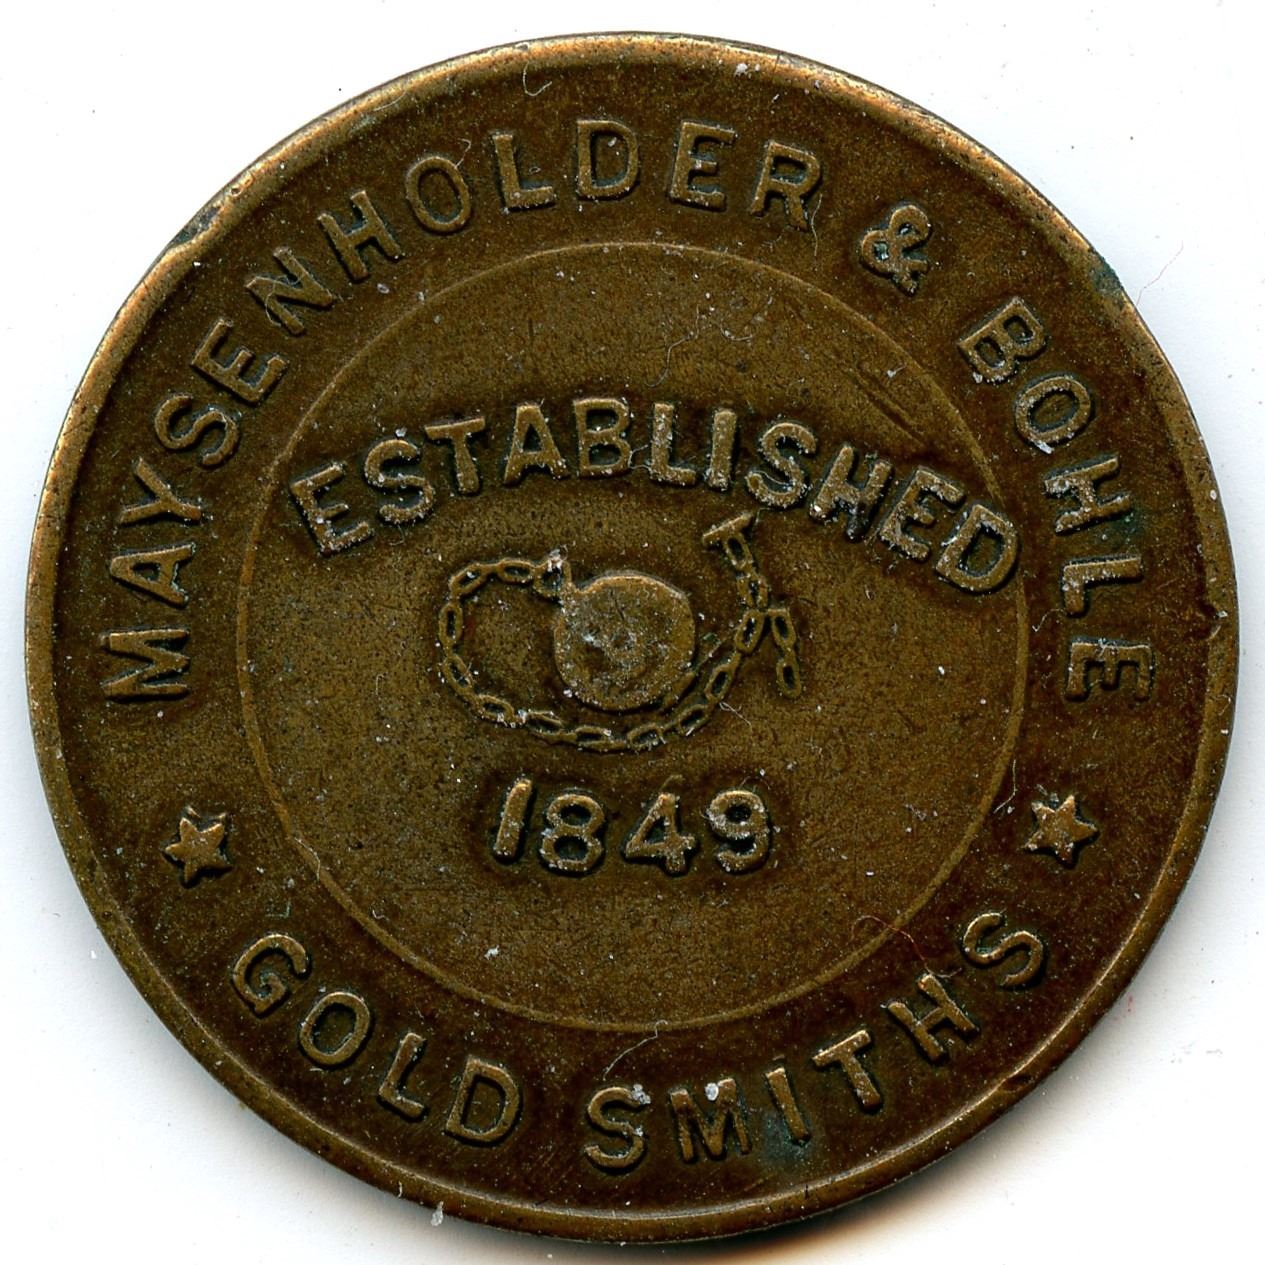 MAYSENHOLDER & BOHLE
ESTABLISHED
1849
GOLD SMITHS